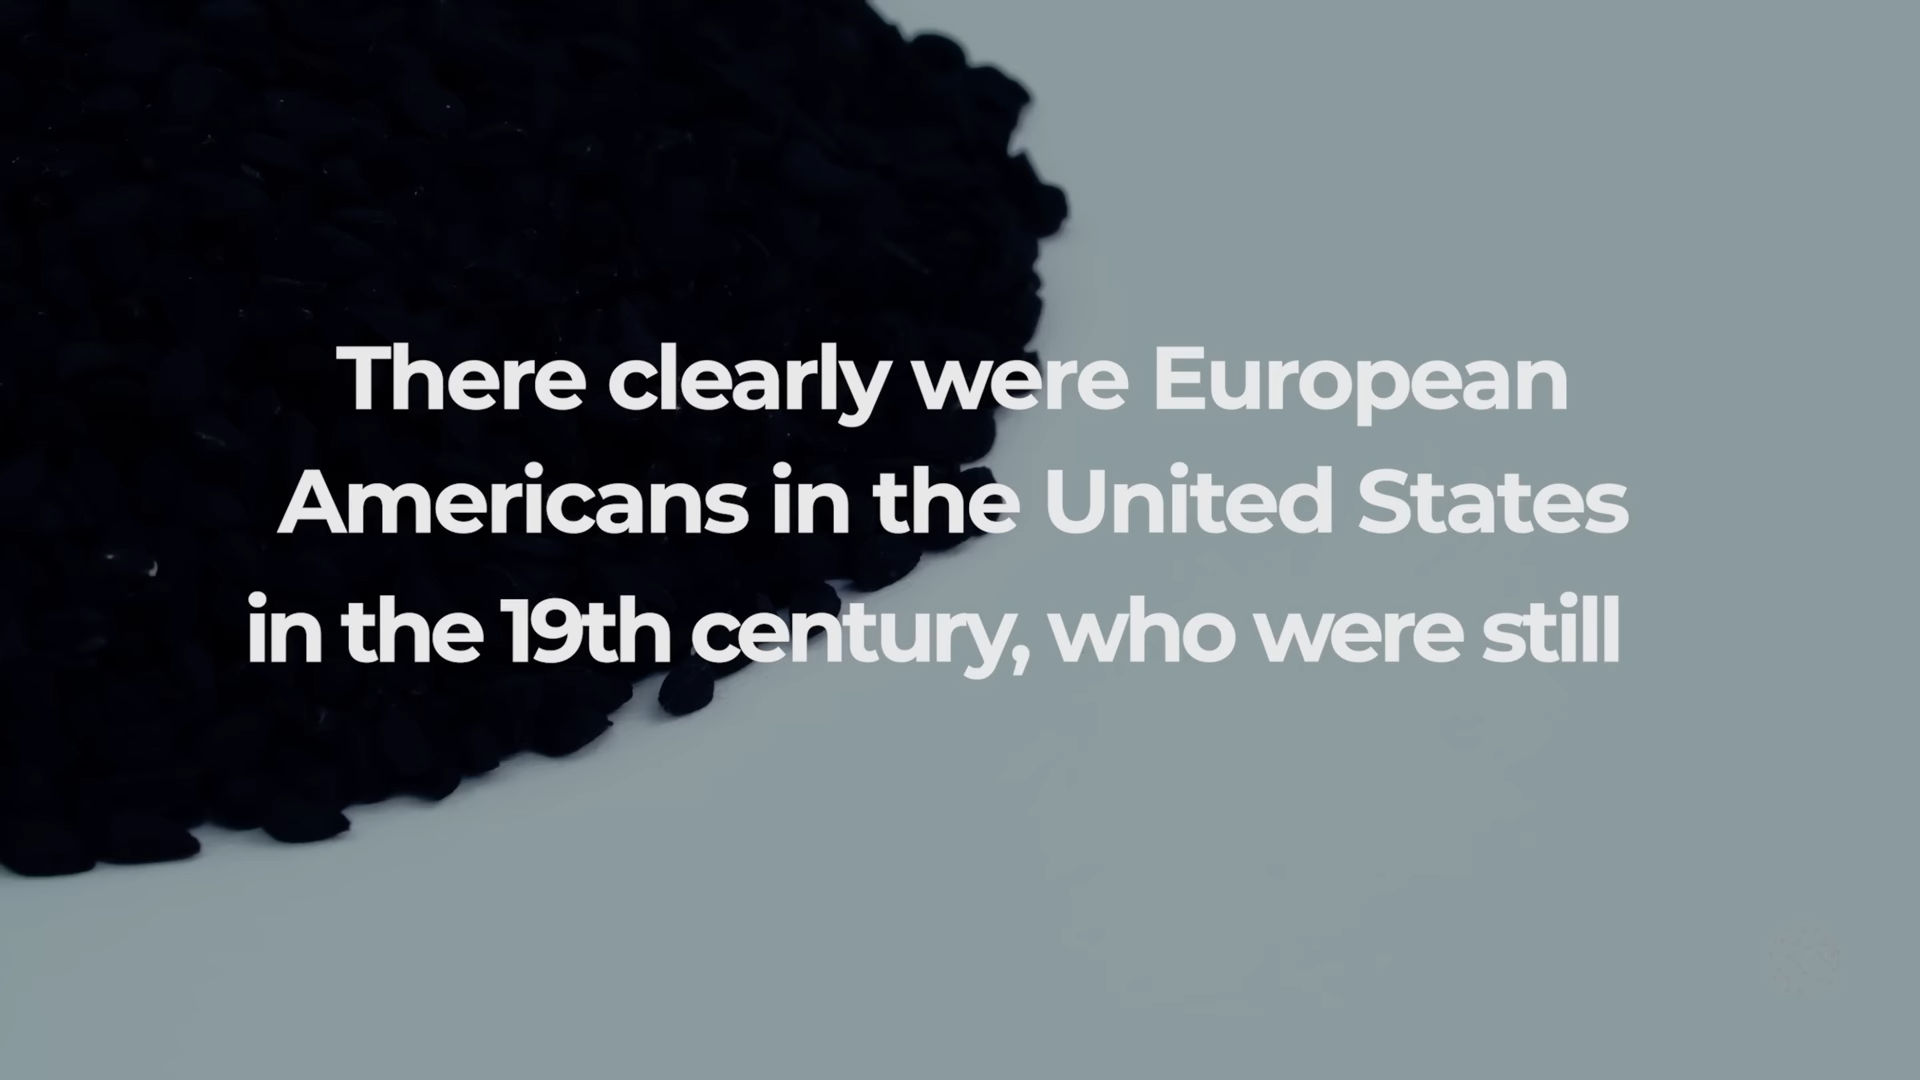 There clearly were European
Americans in the United States
in the 19th century, who were still